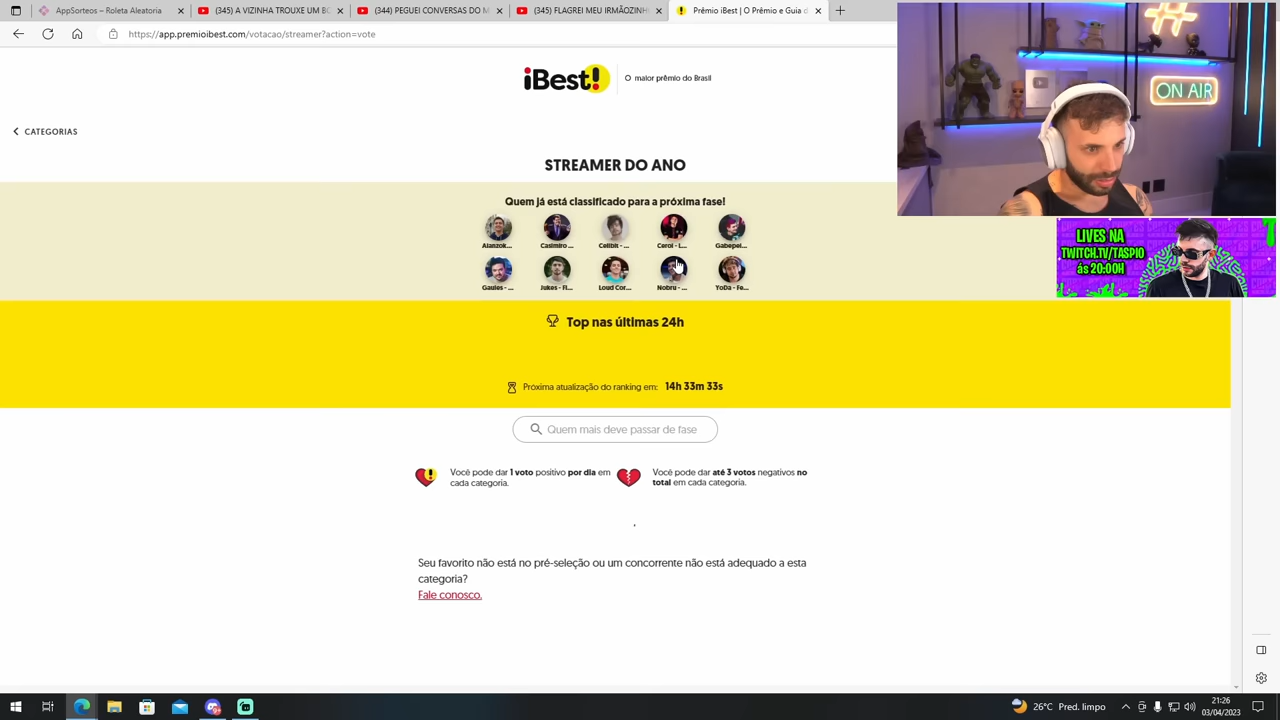 AppSorteos – Roleta Aleatoria
(345) A VIZINHA TROUXE UM BO
(344) PEGUEI CONVERSAS DO M
(345) FLAGREI MEU IRMÃOZINH
Prêmio iBest | O Prêmio e Guia d
https://app.premioibest.com/votacao/streamer?action=vote
iBest!
O maior prêmio do Brasil
ON AIR
CATEGORIAS
STREAMER DO ANO
Quem já está classificado para a próxima fase!
Alanzok...
Casimiro ...
Cellbit - ...
Cerol - L...
Gabepei...
Gaules - ...
Jukes - Fl...
Loud Cor...
Nobru - ...
YoDa - Fe...
LIVES NA
TWITCH.TV/TASPIO
ás 20:00H
Top nas últimas 24h
Próxima atualização do ranking em: 14h 33m 33s
Quem mais deve passar de fase
Você pode dar 1 voto positivo por dia em
cada categoria.
Você pode dar até 3 votos negativos no
total em cada categoria.
Seu favorito não está no pré-seleção ou um concorrente não está adequado a esta
categoria?
Fale conosco.
26°C Pred. limpo
21:26
03/04/2023